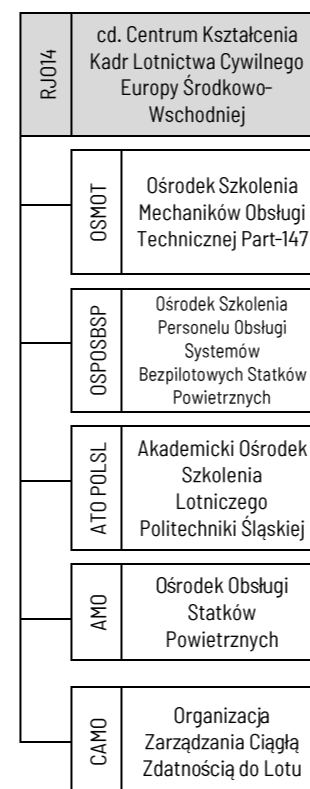 RJO14
cd. Centrum Kształcenia
Kadr Lotnictwa Cywilnego
Europy Środkowo-
Wschodniej
OSMOT
Ośrodek Szkolenia
Mechaników Obsługi
Technicznej Part-147
OSPOSBSP
Ośrodek Szkolenia
Personelu Obsługi
Systemów
Bezpilotowych Statków
Powietrznych
ATO POLSL
Akademicki Ośrodek
Szkolenia
Lotniczego
Politechniki Śląskiej
AMO
Ośrodek Obsługi
Statków
Powietrznych
CAMO
Organizacja
Zarządzania Ciągłą
Zdatnością do Lotu